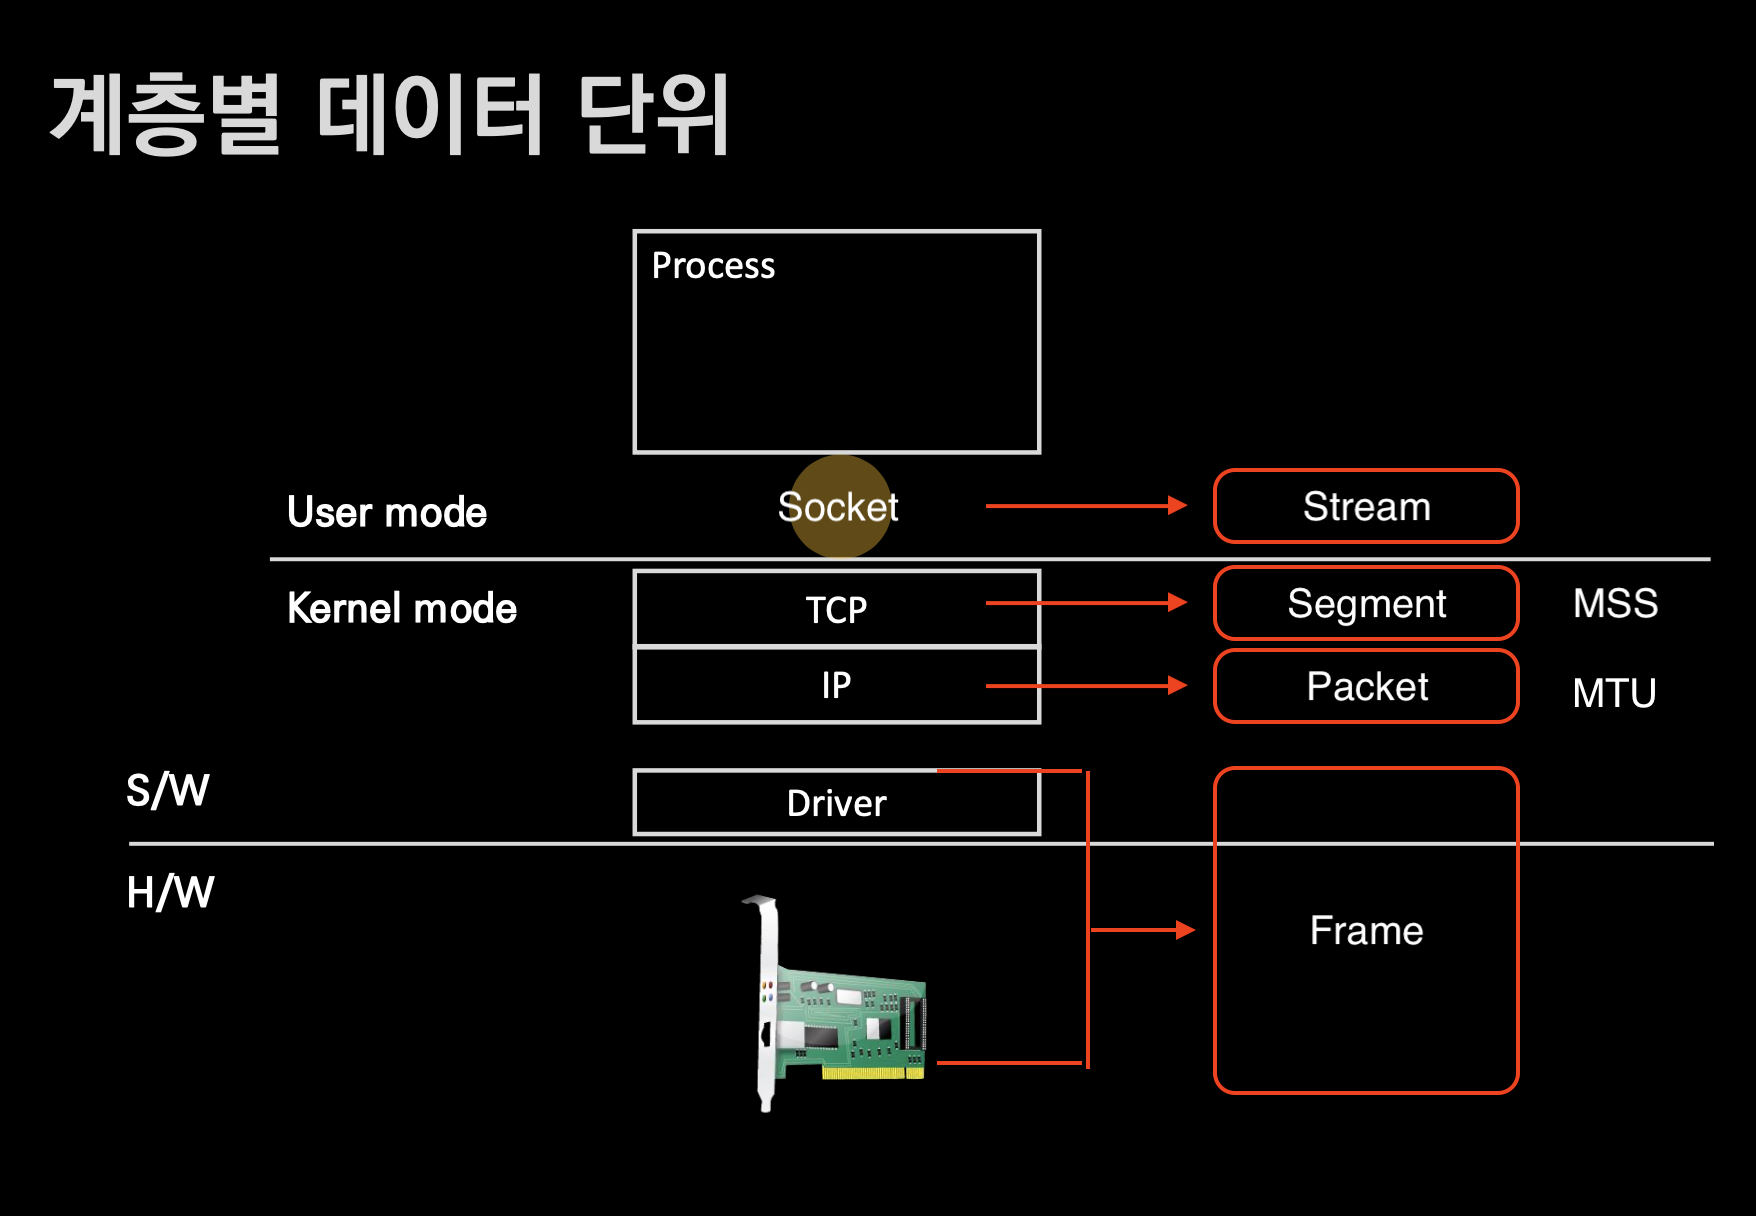 계층별 데이터 단위
Process
User mode
Socket
Stream
Kernel mode
TCP
Segment
MSS
IP
Packet
MTU
S/W
Driver
H/W
Frame